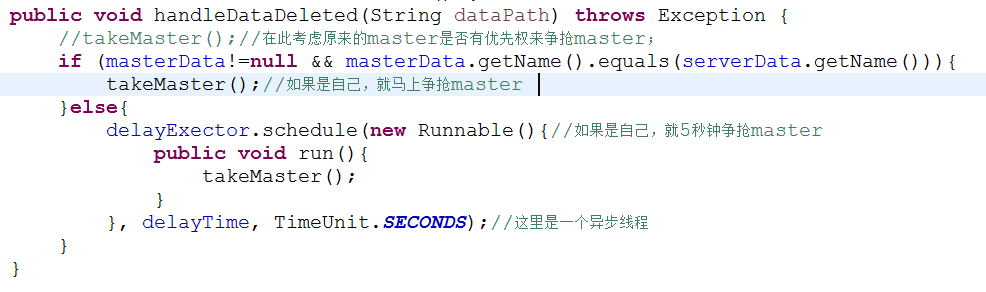 public void handleDataDeleted(String dataPath) throws Exception {
//takeMaster();//在此考虑原来的master是否有优先权来争抢master;
if (masterData!=null && masterData.getName().equals(serverData.getName())){
takeMaster();//如果是自己，就马上争抢master
}else{
delayExector.schedule(new Runnable(){//如果是自己，就5秒钟争抢master
public void run(){
takeMaster();
}
}, delayTime, TimeUnit.SECONDS);//这里是一个异步线程
}
}